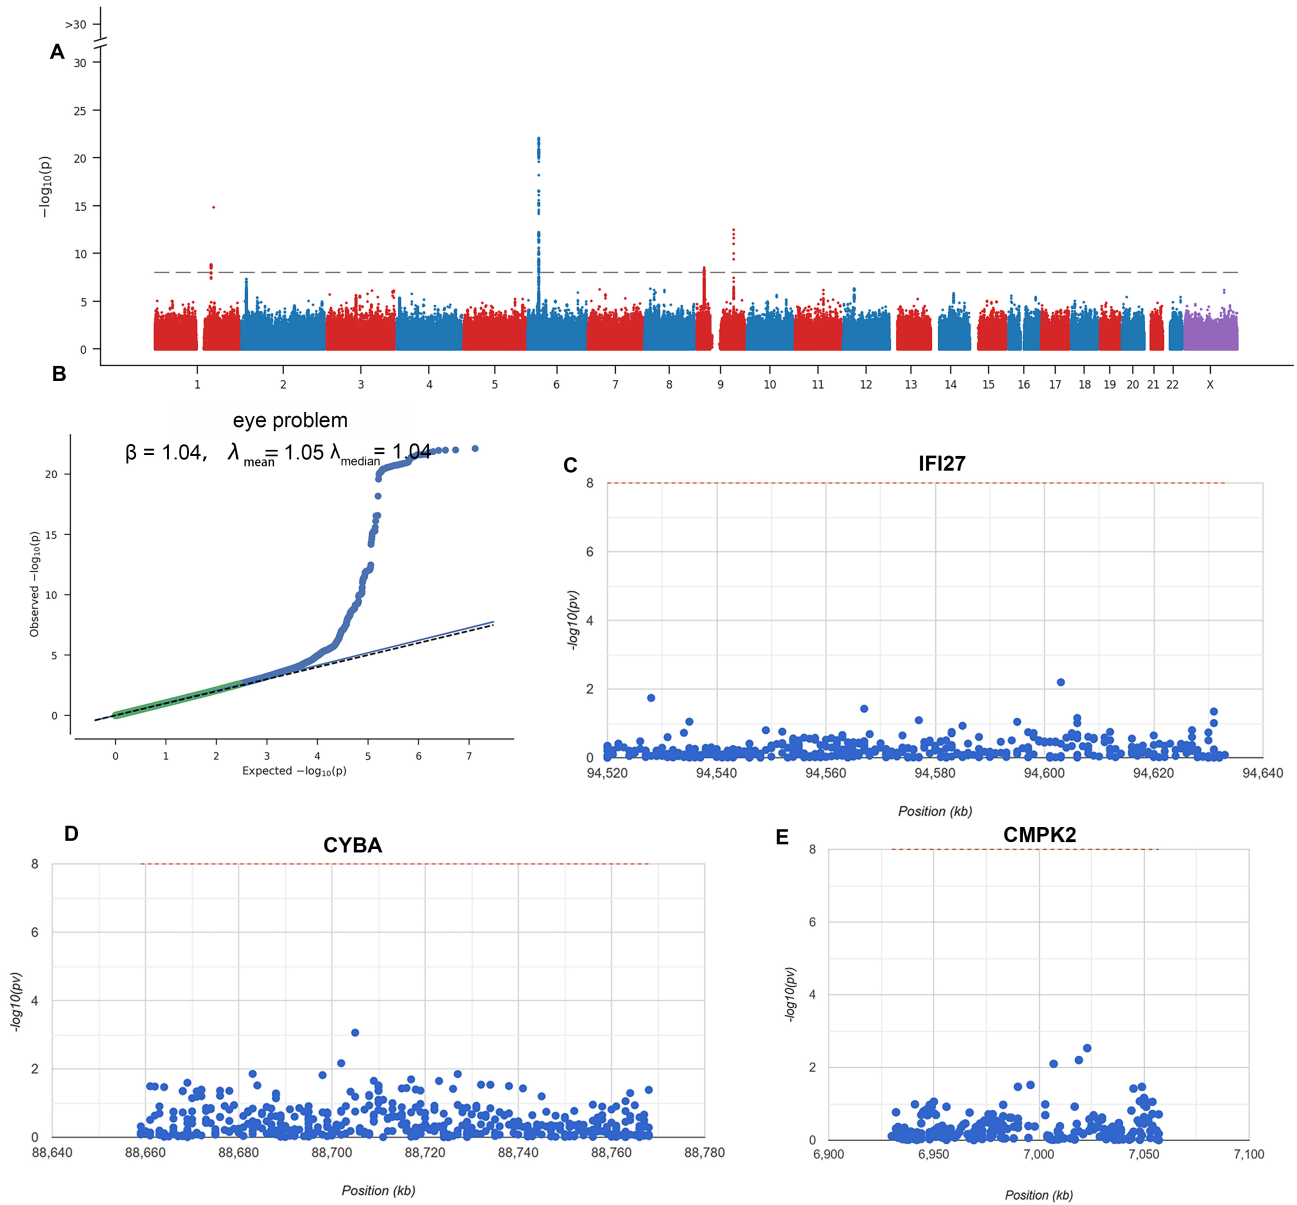 >30
A
30
25
20
15
10
5
0
−log₁₀(p)
1 2 3 4 5 6 7 8 9 10 11 12 13 14 15 16 17 18 19 20 21 22 X
B
eye problem
β = 1.04, λmean = 1.05 λmedian = 1.04
20
15
10
5
0
Observed −log₁₀(p)
0 1 2 3 4 5 6 7
Expected −log₁₀(p)
C
IFI27
8
6
4
2
0
-log10(pv)
94,520 94,540 94,560 94,580 94,600 94,620 94,640
Position (kb)
D
CYBA
8
6
4
2
0
-log10(pv)
88,640 88,660 88,680 88,700 88,720 88,740 88,760 88,780
Position (kb)
E
CMPK2
8
6
4
2
0
-log10(pv)
6,900 6,950 7,000 7,050 7,100
Position (kb)